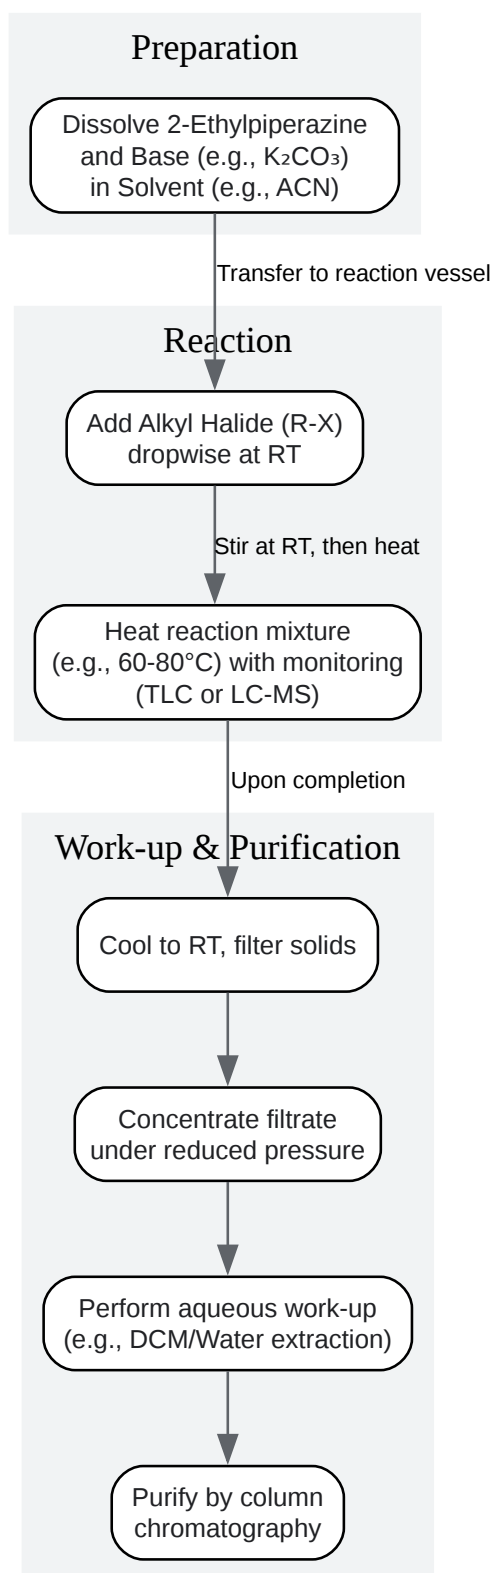 Preparation
Dissolve 2-Ethylpiperazine
and Base (e.g., K₂CO₃)
in Solvent (e.g., ACN)
Transfer to reaction vessel
Reaction
Add Alkyl Halide (R-X)
dropwise at RT
Stir at RT, then heat
Heat reaction mixture
(e.g., 60-80°C) with monitoring
(TLC or LC-MS)
Upon completion
Work-up & Purification
Cool to RT, filter solids
Concentrate filtrate
under reduced pressure
Perform aqueous work-up
(e.g., DCM/Water extraction)
Purify by column
chromatography